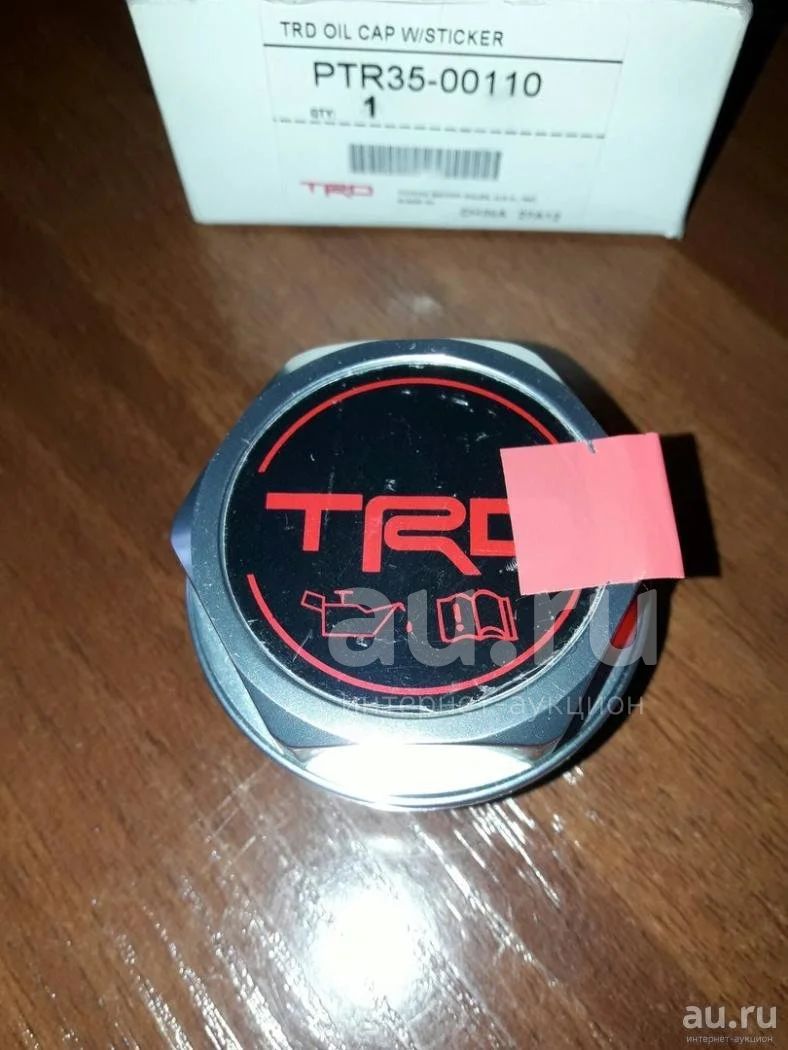 TRD OIL CAP W/STICKER
PTR35-00110
QTY: 1
TRD
TRD
au.ru
интернет-аукцион
au.ru
интернет-аукцион